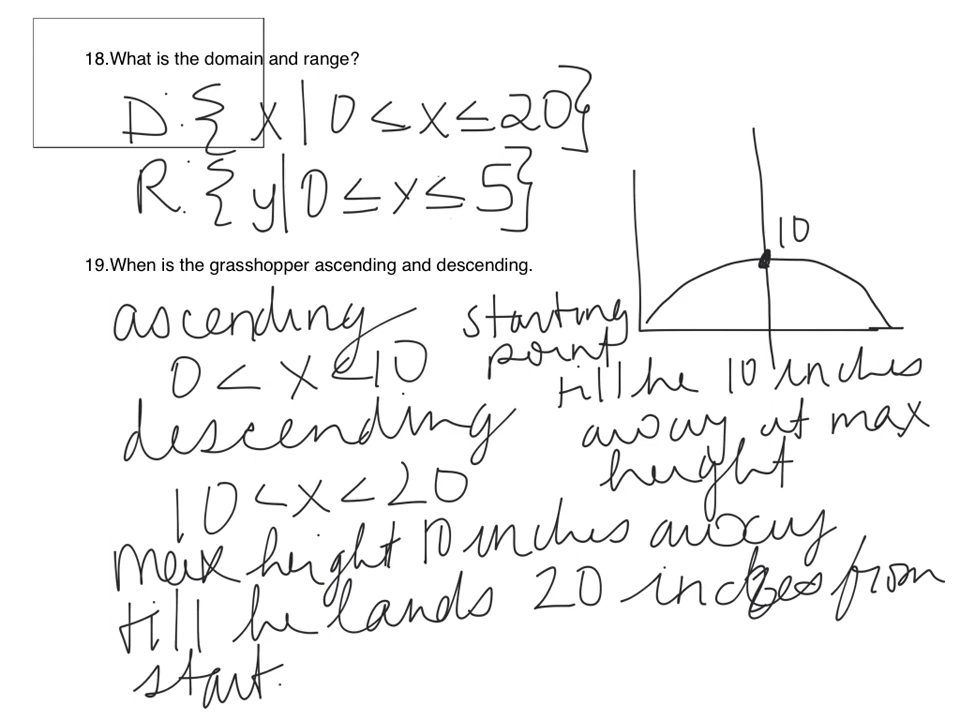 18.What is the domain and range?
D: {x | 0 ≤ x ≤ 20}
R: {y | 0 ≤ y ≤ 5}
10
19.When is the grasshopper ascending and descending.
ascending starting point
0 < x < 10 till he 10 inches
descending away at max
10 < x < 20 height
max height 10 inches away
till he lands 20 inches from
start.